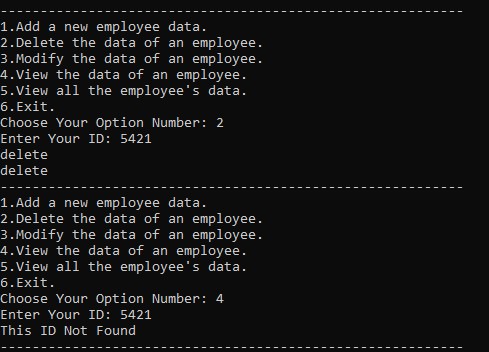 ------------------------------------------------------------
1.Add a new employee data.
2.Delete the data of an employee.
3.Modify the data of an employee.
4.View the data of an employee.
5.View all the employee's data.
6.Exit.
Choose Your Option Number: 2
Enter Your ID: 5421
delete
delete
------------------------------------------------------------
1.Add a new employee data.
2.Delete the data of an employee.
3.Modify the data of an employee.
4.View the data of an employee.
5.View all the employee's data.
6.Exit.
Choose Your Option Number: 4
Enter Your ID: 5421
This ID Not Found
------------------------------------------------------------